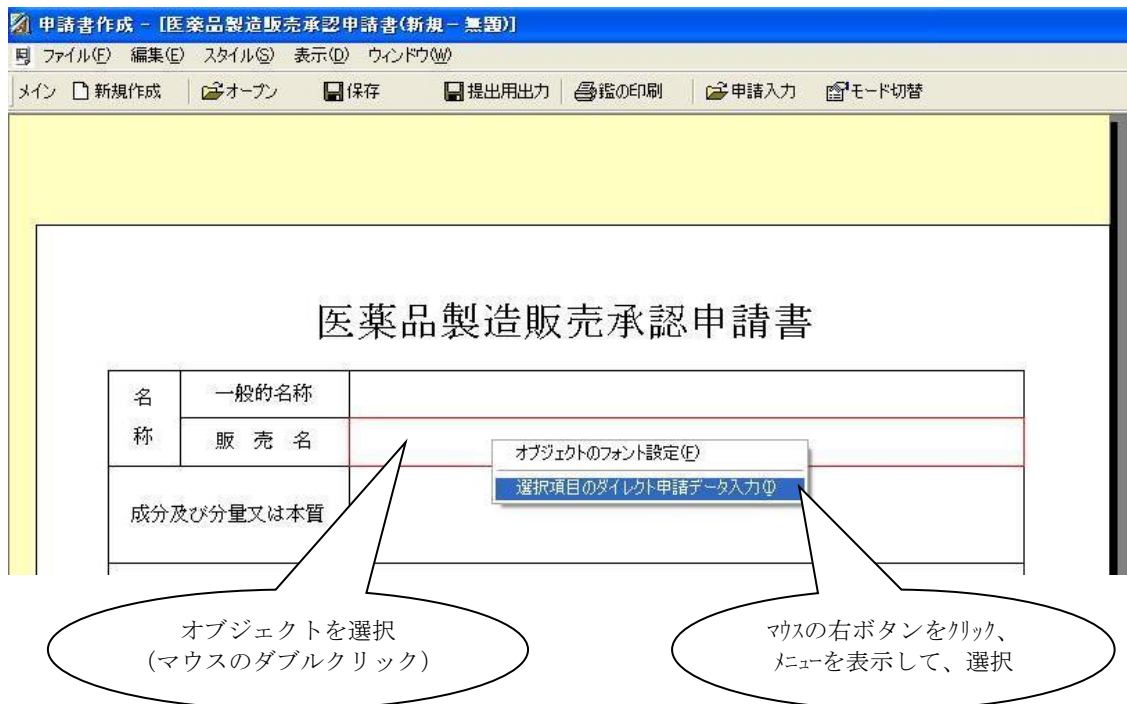 申請書作成 - [医薬品製造販売承認申請書(新規－無題)]
ファイル(F) 編集(E) スタイル(S) 表示(D) ウィンドウ(W)
メイン 新規作成 オープン 保存 提出用出力 鑑の印刷 申請入力 モード切替
医薬品製造販売承認申請書
名称 一般的名称
販売名
オブジェクトのフォント設定(F)
選択項目のダイレクト申請データ入力(I)
成分及び分量又は本質
オブジェクトを選択
(マウスのダブルクリック)
ﾏｳｽの右ボタンをｸﾘｯｸ、
ﾒﾆｭｰを表示して、選択